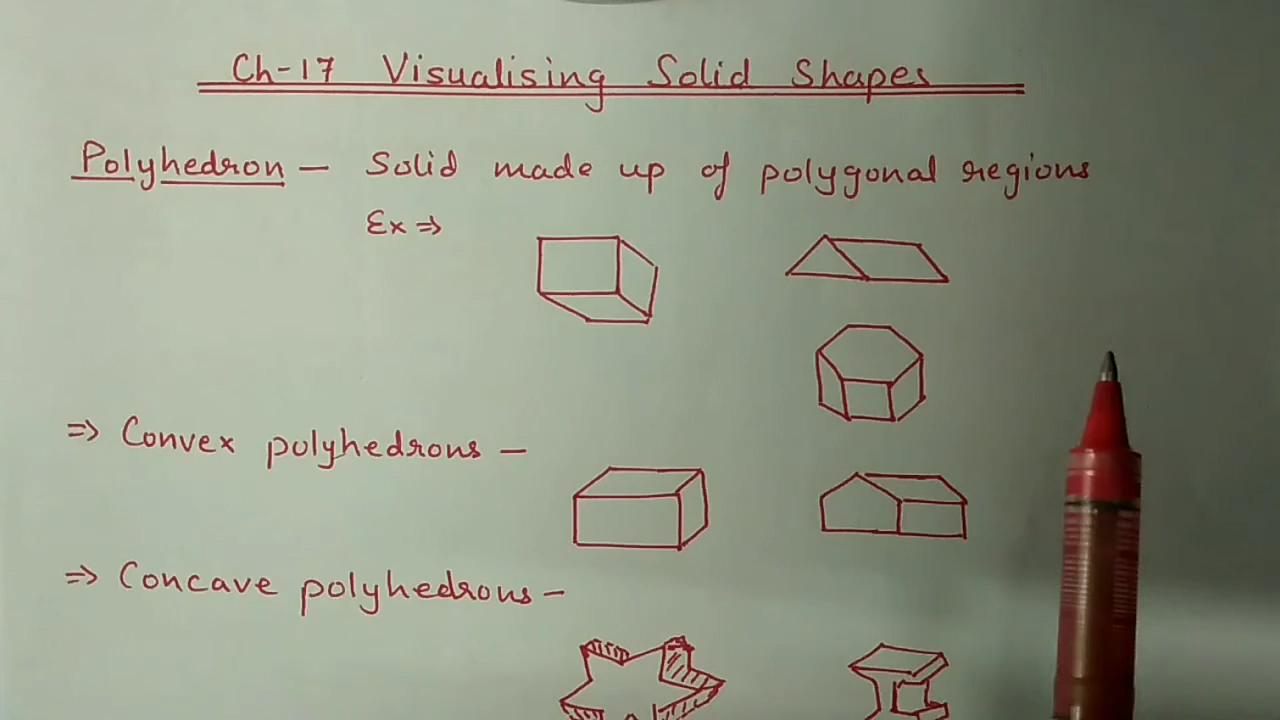 Ch-17 Visualising Solid Shapes
Polyhedron — Solid made up of polygonal regions
Ex ⇒
⇒ Convex polyhedrons —
⇒ Concave polyhedrons —